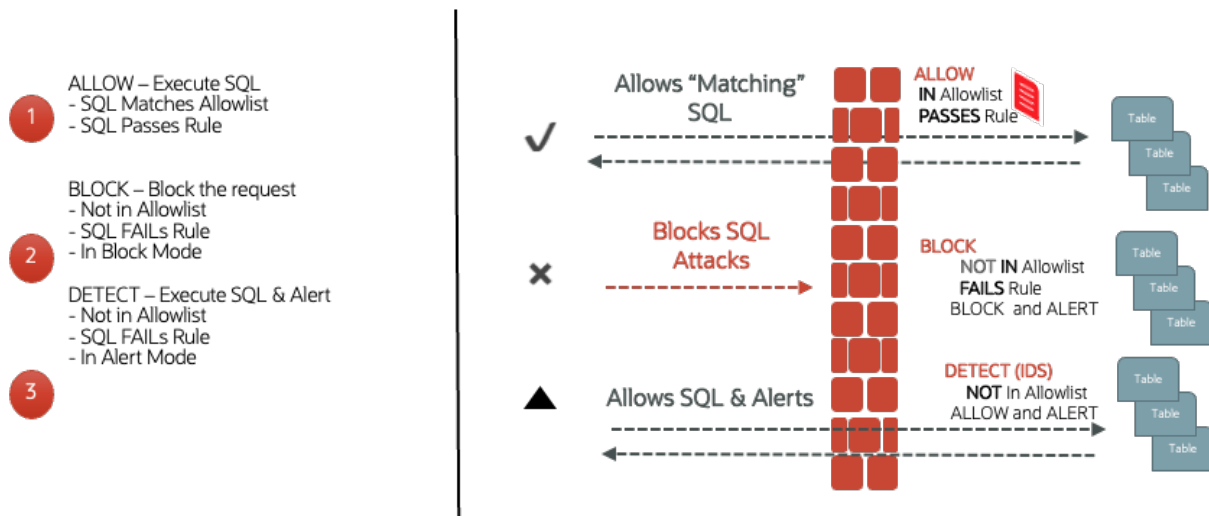 1
ALLOW – Execute SQL
- SQL Matches Allowlist
- SQL Passes Rule
2
BLOCK – Block the request
- Not in Allowlist
- SQL FAILs Rule
- In Block Mode
3
DETECT – Execute SQL & Alert
- Not in Allowlist
- SQL FAILs Rule
- In Alert Mode
Allows “Matching”
SQL
ALLOW
IN Allowlist
PASSES Rule
Table
Table
Table
Blocks SQL
Attacks
BLOCK
NOT IN Allowlist
FAILS Rule
BLOCK and ALERT
Table
Table
Table
Allows SQL & Alerts
DETECT (IDS)
NOT In Allowlist
ALLOW and ALERT
Table
Table
Table